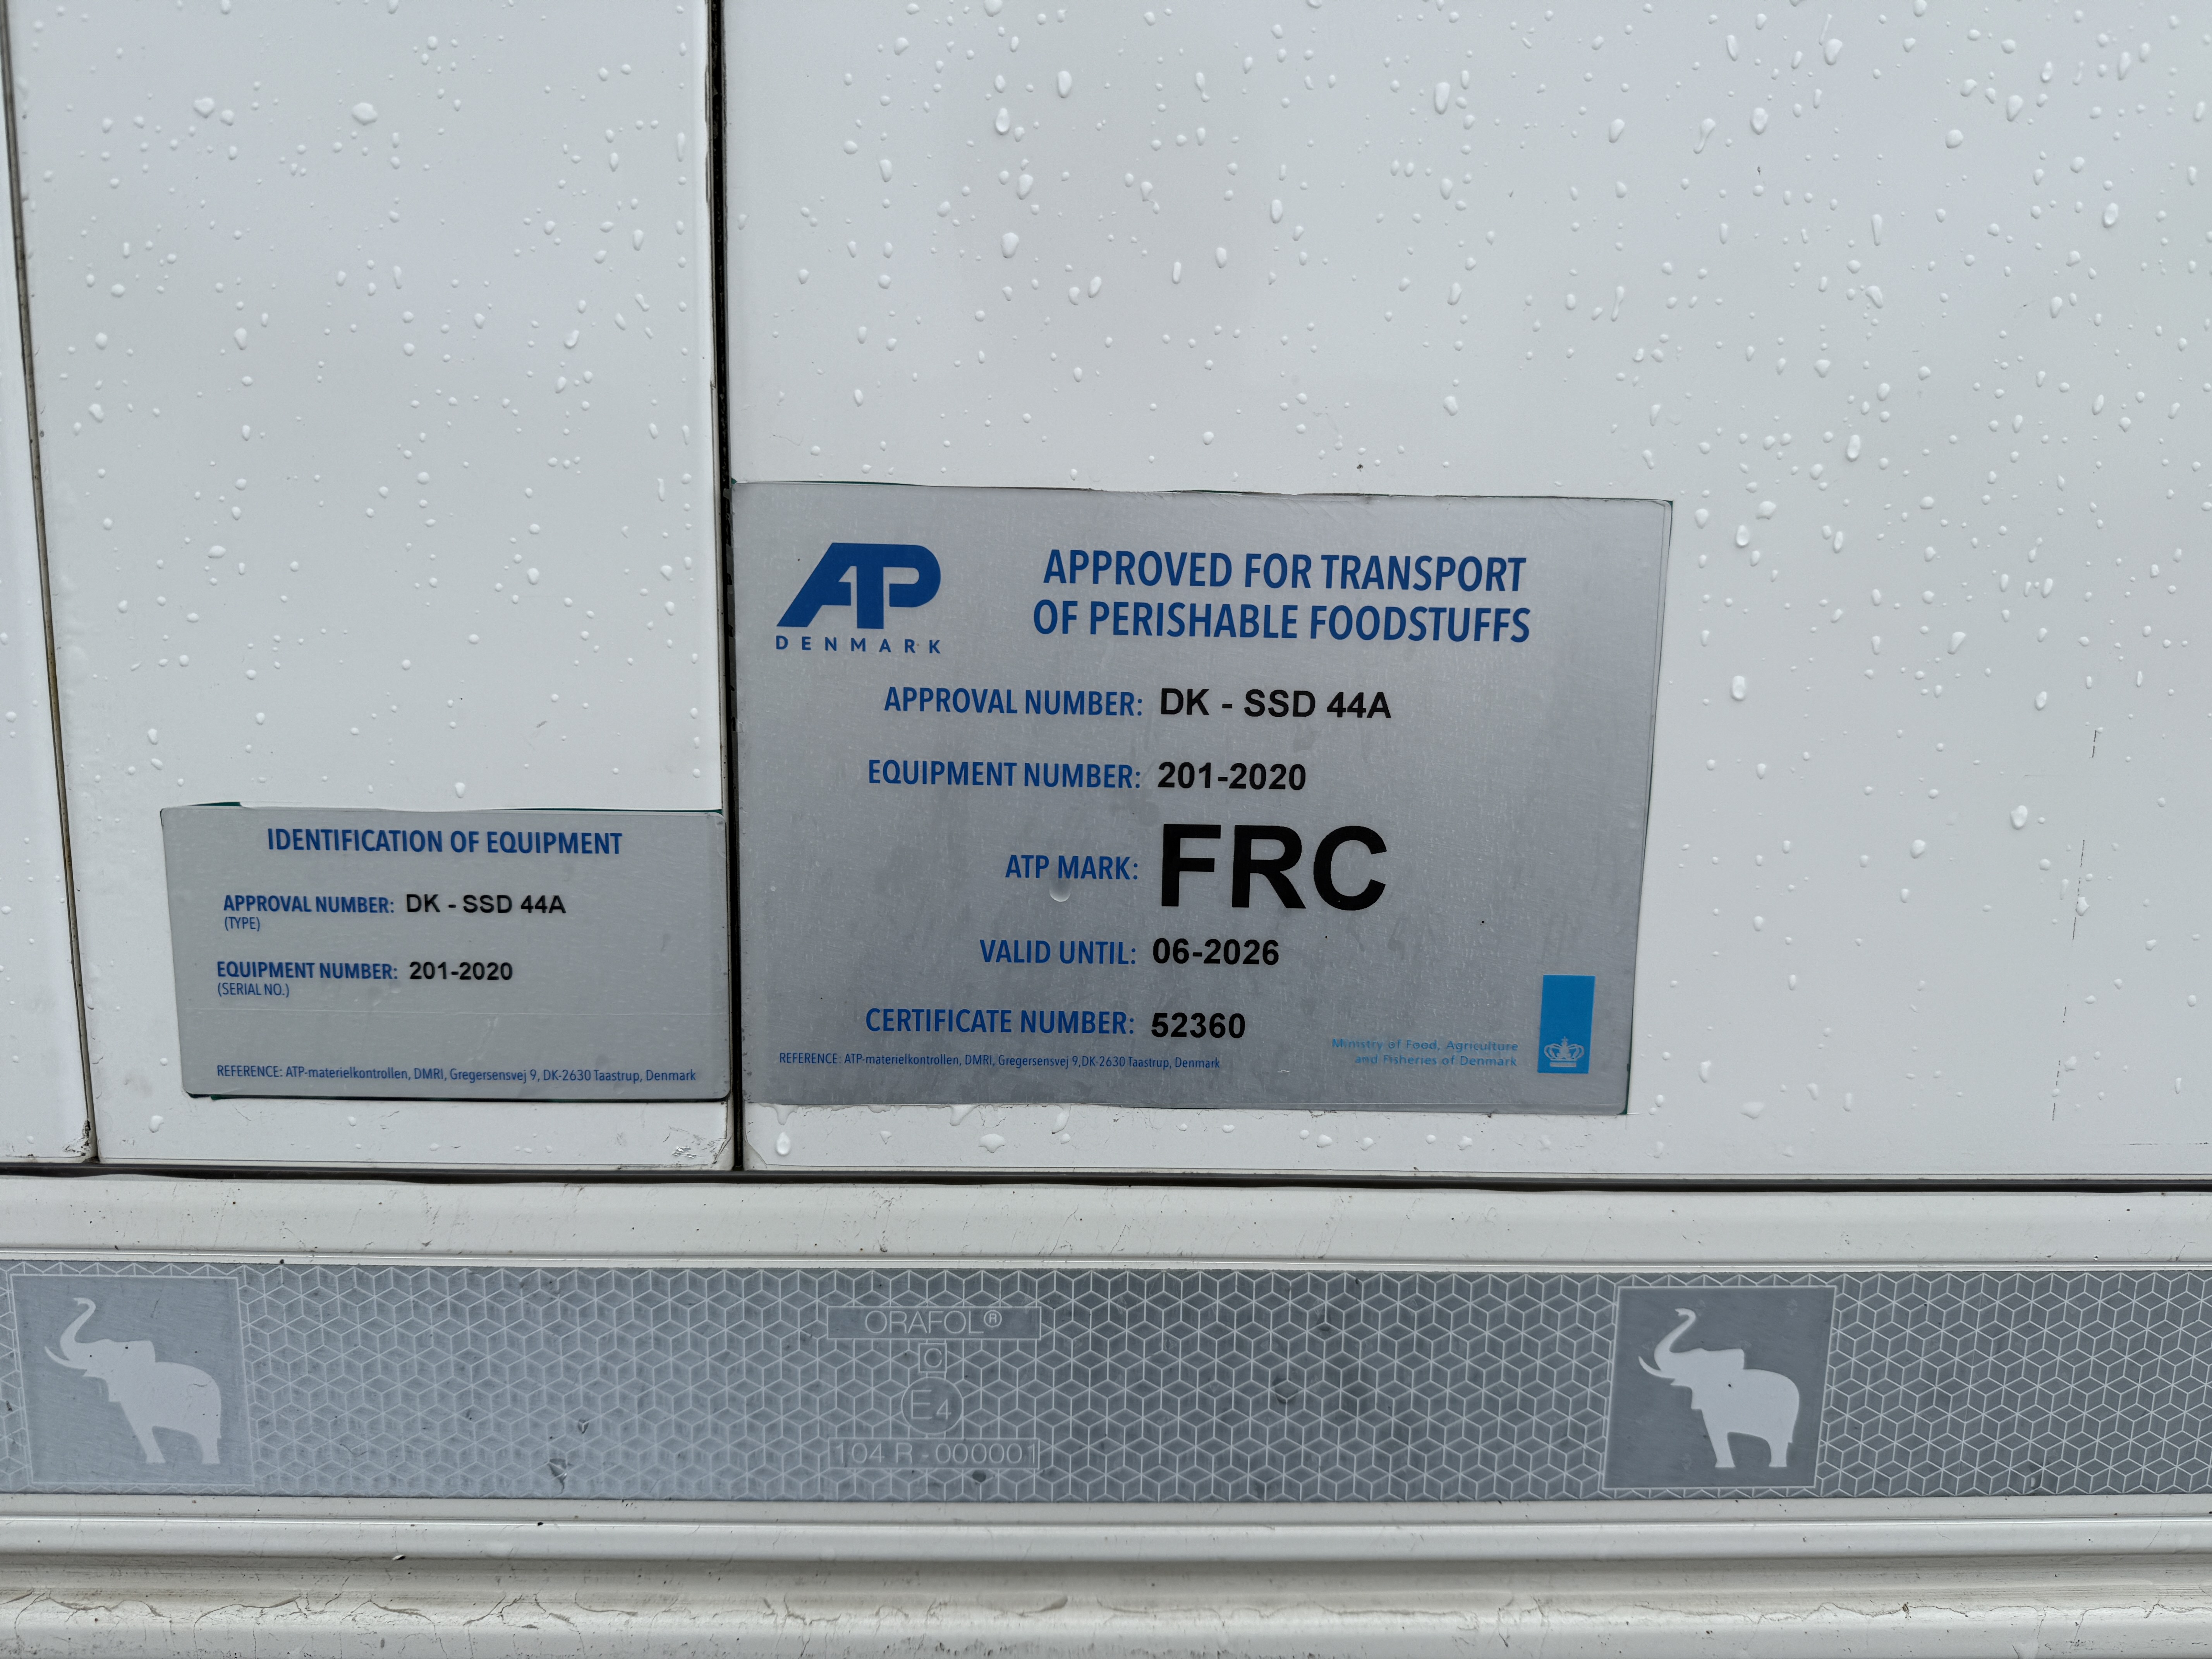 IDENTIFICATION OF EQUIPMENT
APPROVAL NUMBER: DK - SSD 44A
(TYPE)
EQUIPMENT NUMBER: 201-2020
(SERIAL NO.)
REFERENCE: ATP-materielkontrollen, DMRI, Gregersensvej 9, DK-2630 Taastrup, Denmark
ATP
DENMARK
APPROVED FOR TRANSPORT
OF PERISHABLE FOODSTUFFS
APPROVAL NUMBER: DK - SSD 44A
EQUIPMENT NUMBER: 201-2020
ATP MARK: FRC
VALID UNTIL: 06-2026
CERTIFICATE NUMBER: 52360
REFERENCE: ATP-materielkontrollen, DMRI, Gregersensvej 9,DK-2630 Taastrup, Denmark
Ministry of Food, Agriculture
and Fisheries of Denmark
ORAFOL®
C
E4
104 R - 000001